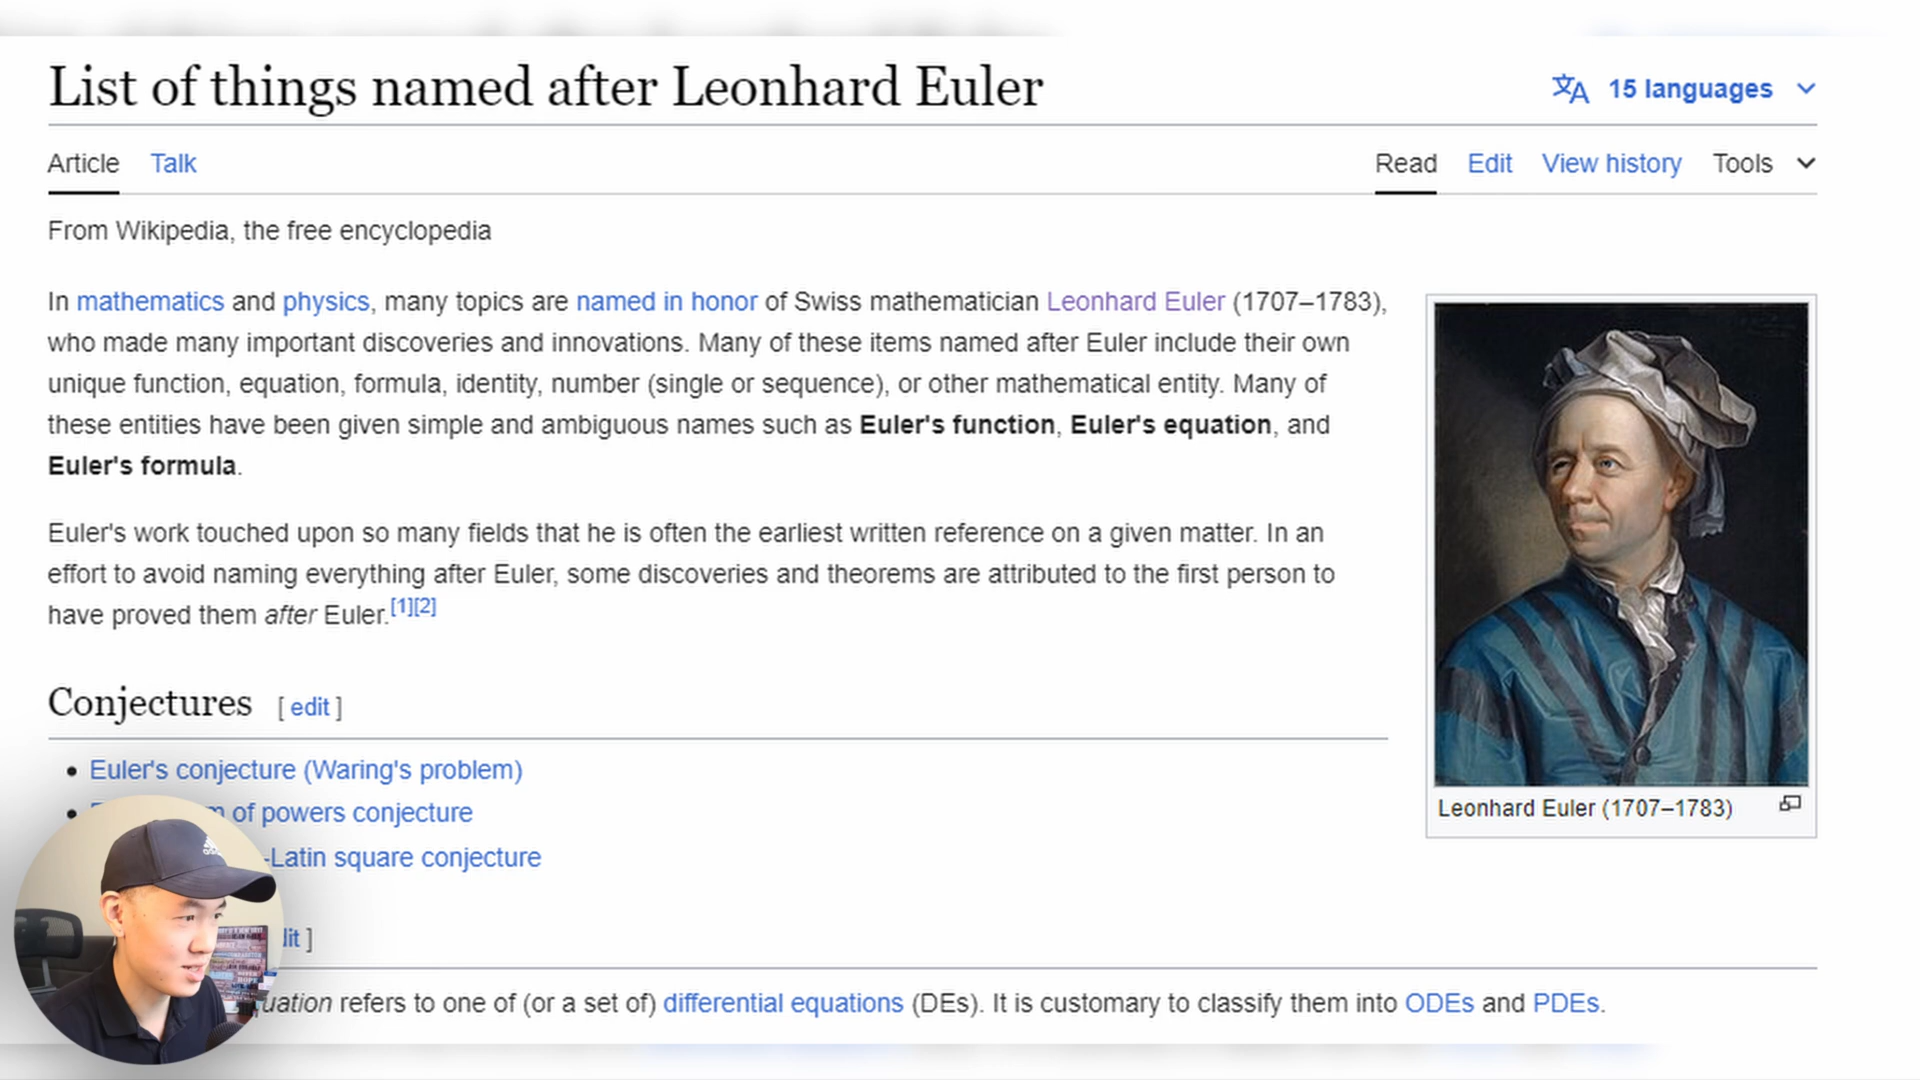 List of things named after Leonhard Euler
15 languages
Article Talk
Read Edit View history Tools
From Wikipedia, the free encyclopedia
In mathematics and physics, many topics are named in honor of Swiss mathematician Leonhard Euler (1707–1783),
who made many important discoveries and innovations. Many of these items named after Euler include their own
unique function, equation, formula, identity, number (single or sequence), or other mathematical entity. Many of
these entities have been given simple and ambiguous names such as Euler's function, Euler's equation, and
Euler's formula.
Euler's work touched upon so many fields that he is often the earliest written reference on a given matter. In an
effort to avoid naming everything after Euler, some discoveries and theorems are attributed to the first person to
have proved them after Euler.[1][2]
Leonhard Euler (1707–1783)
Conjectures [ edit ]
Euler's conjecture (Waring's problem)
of powers conjecture
-Latin square conjecture
dit ]
refers to one of (or a set of) differential equations (DEs). It is customary to classify them into ODEs and PDEs.